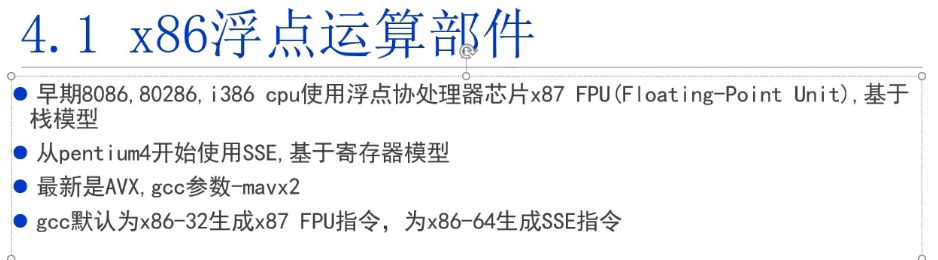 4.1 x86浮点运算部件
早期8086,80286,i386 cpu使用浮点协处理器芯片x87 FPU(Floating-Point Unit),基于
栈模型
从pentium4开始使用SSE,基于寄存器模型
最新是AVX,gcc参数-mavx2
gcc默认为x86-32生成x87 FPU指令，为x86-64生成SSE指令